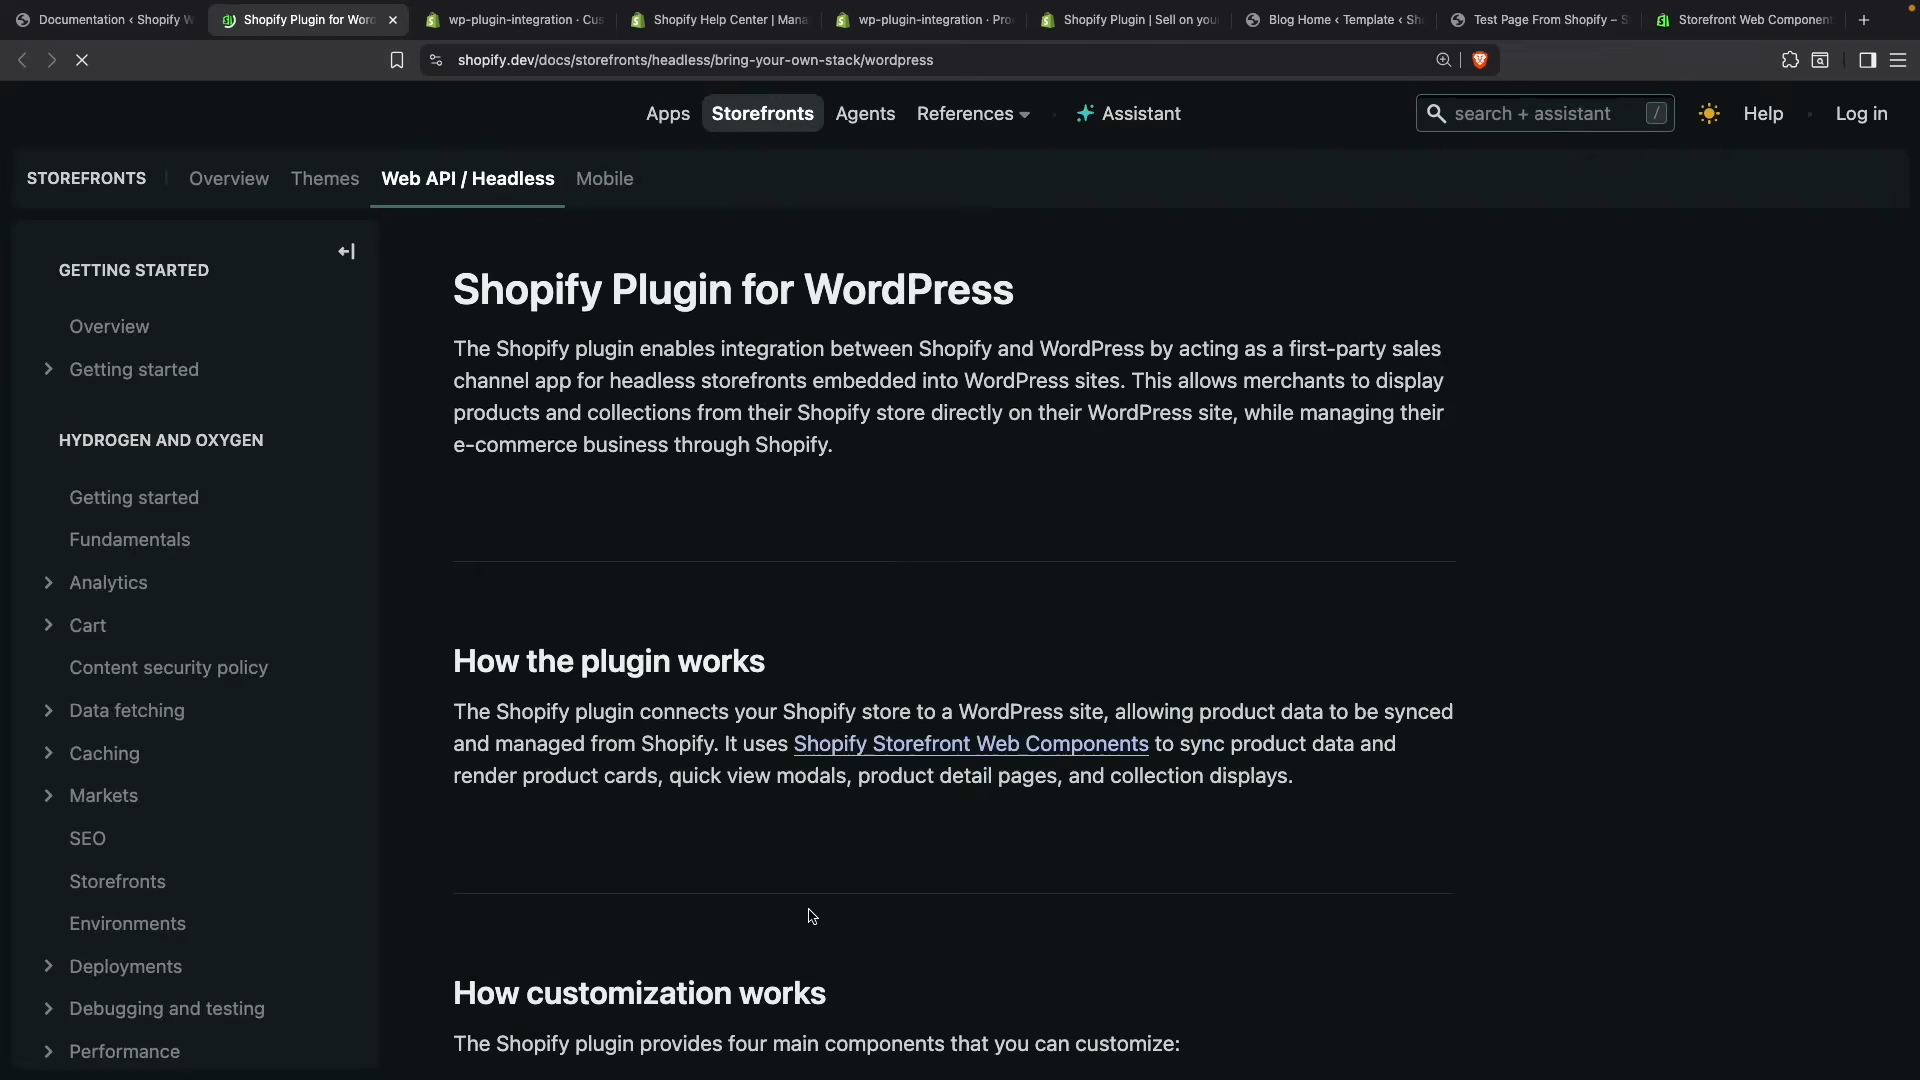 Documentation < Shopify W
Shopify Plugin for Word
wp-plugin-integration · Cus
Shopify Help Center | Mana
wp-plugin-integration · Pro
Shopify Plugin | Sell on you
Blog Home < Template < Sh
Test Page From Shopify – S
Storefront Web Component
shopify.dev/docs/storefronts/headless/bring-your-own-stack/wordpress
Apps
Storefronts
Agents
References
Assistant
search + assistant
/
Help
Log in
STOREFRONTS
Overview
Themes
Web API / Headless
Mobile
GETTING STARTED
Overview
Getting started
HYDROGEN AND OXYGEN
Getting started
Fundamentals
Analytics
Cart
Content security policy
Data fetching
Caching
Markets
SEO
Storefronts
Environments
Deployments
Debugging and testing
Performance
Shopify Plugin for WordPress
The Shopify plugin enables integration between Shopify and WordPress by acting as a first-party sales
channel app for headless storefronts embedded into WordPress sites. This allows merchants to display
products and collections from their Shopify store directly on their WordPress site, while managing their
e-commerce business through Shopify.
How the plugin works
The Shopify plugin connects your Shopify store to a WordPress site, allowing product data to be synced
and managed from Shopify. It uses Shopify Storefront Web Components to sync product data and
render product cards, quick view modals, product detail pages, and collection displays.
How customization works
The Shopify plugin provides four main components that you can customize: